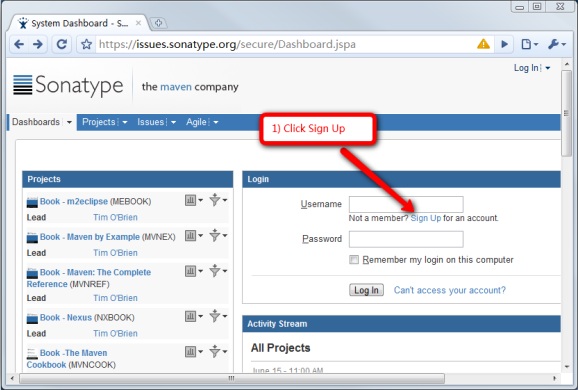 System Dashboard - S...
https://issues.sonatype.org/secure/Dashboard.jspa
Log In
Sonatype the maven company
Dashboards Projects Issues Agile
1) Click Sign Up
Projects
Book - m2eclipse (MEBOOK)
Lead Tim O'Brien
Book - Maven by Example (MVNEX)
Lead Tim O'Brien
Book - Maven: The Complete
Reference (MVNREF)
Lead Tim O'Brien
Book - Nexus (NXBOOK)
Lead Tim O'Brien
Book -The Maven
Cookbook (MVNCOOK)
Login
Username
Not a member? Sign Up for an account.
Password
Remember my login on this computer
Log In Can't access your account?
Activity Stream
All Projects
June 15 - 11:00 AM